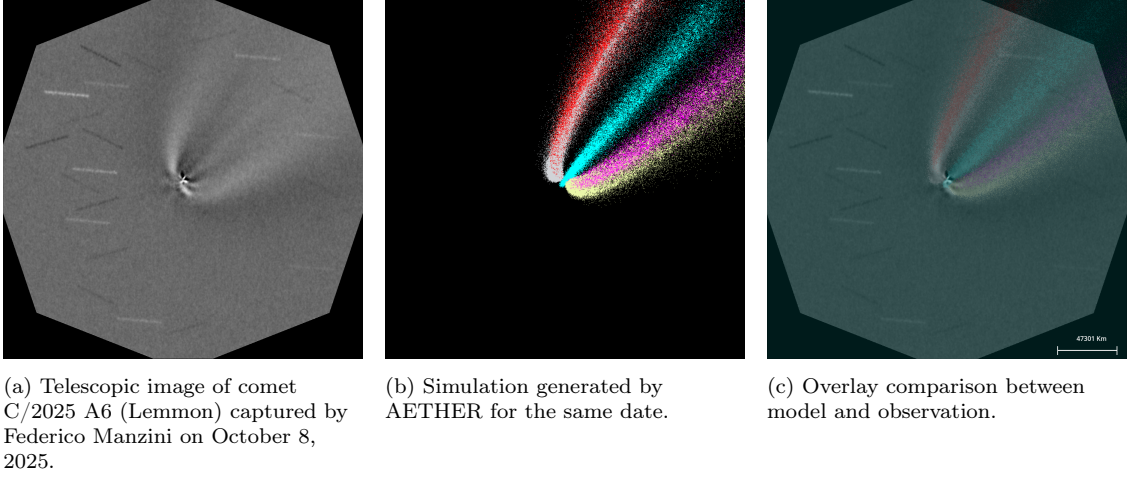 47301 Km
(a) Telescopic image of comet
C/2025 A6 (Lemmon) captured by
Federico Manzini on October 8,
2025.
(b) Simulation generated by
AETHER for the same date.
(c) Overlay comparison between
model and observation.